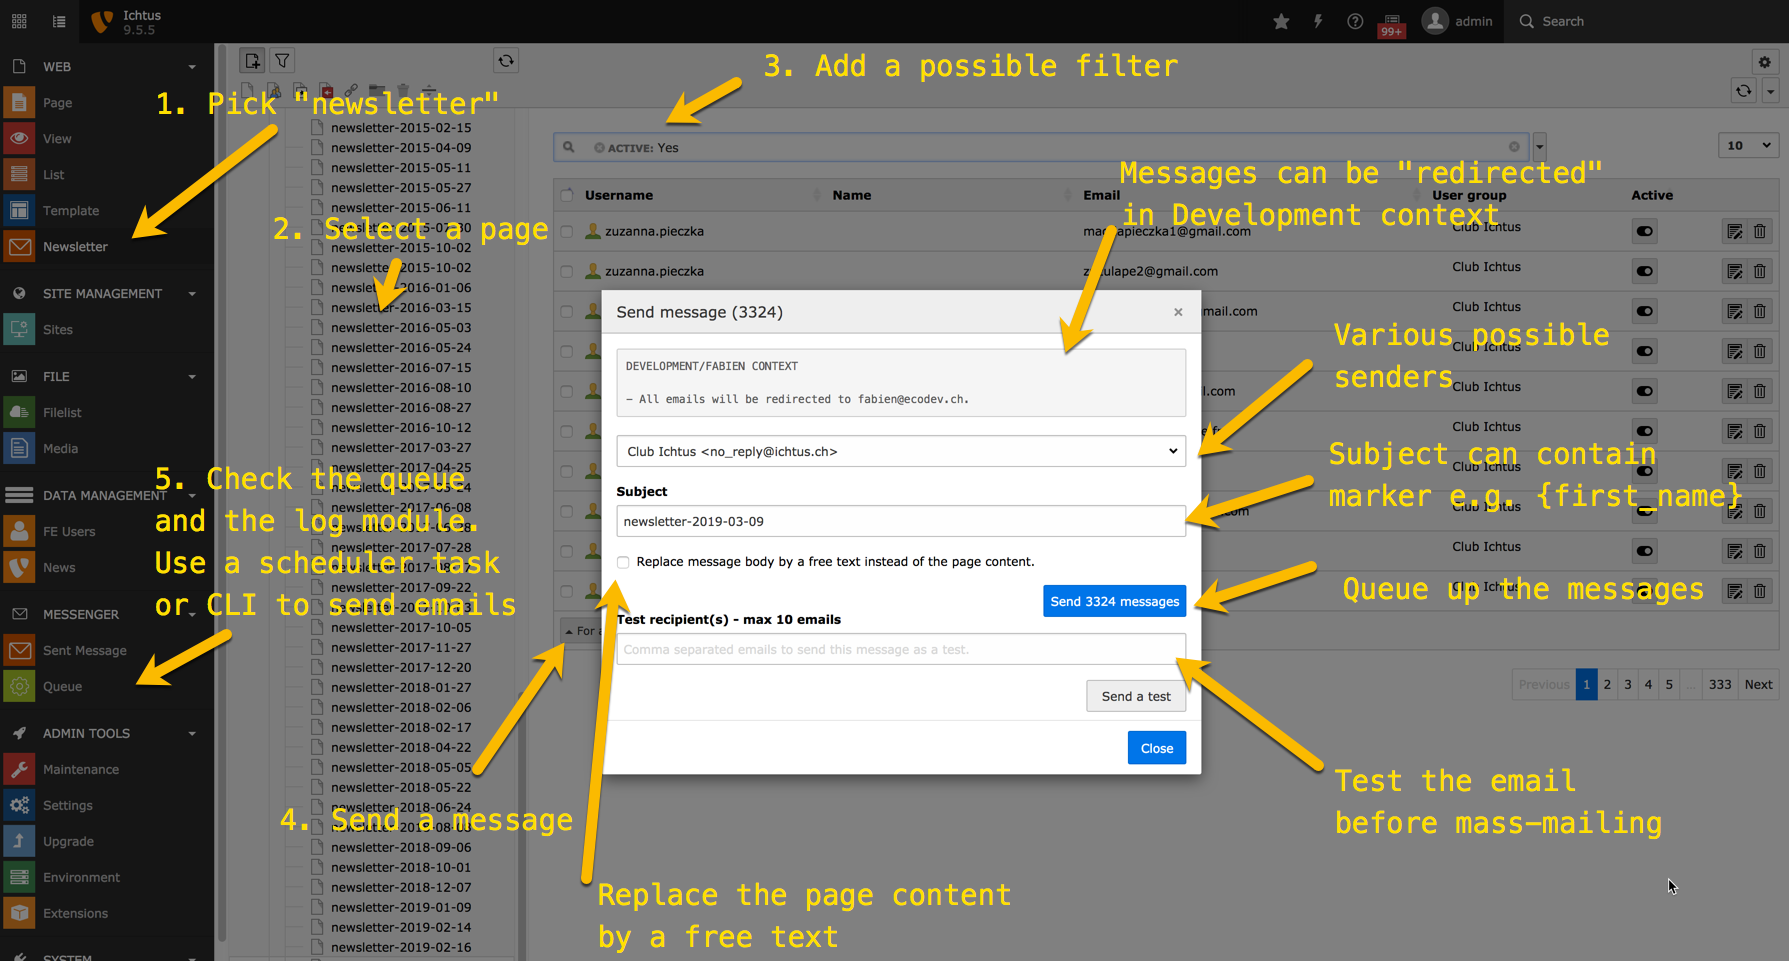 Ichtus
9.5.5
99+
admin
Search
WEB
Page
View
List
Template
Newsletter
SITE MANAGEMENT
Sites
FILE
Filelist
Media
DATA MANAGEMENT
FE Users
News
MESSENGER
Sent Message
Queue
ADMIN TOOLS
Maintenance
Settings
Upgrade
Environment
Extensions
SYSTEM
1. Pick "newsletter"
2. Select a page
3. Add a possible filter
4. Send a message
5. Check the queue
and the log module.
Use a scheduler task
or CLI to send emails
newsletter-2015-02-15
newsletter-2015-04-09
newsletter-2015-05-11
newsletter-2015-05-27
newsletter-2015-06-11
newsletter-2015-10-02
newsletter-2015-10-02
newsletter-2016-01-06
newsletter-2016-03-15
newsletter-2016-05-03
newsletter-2016-05-24
newsletter-2016-07-15
newsletter-2016-08-10
newsletter-2016-08-27
newsletter-2016-10-12
newsletter-2017-03-27
newsletter-2017-04-25
newsletter-2017-06-08
newsletter-2017-07-28
newsletter-2017-09-22
newsletter-2017-10-05
newsletter-2017-11-27
newsletter-2017-12-20
newsletter-2018-01-27
newsletter-2018-02-06
newsletter-2018-02-17
newsletter-2018-04-22
newsletter-2018-05-05
newsletter-2018-05-22
newsletter-2018-06-24
newsletter-2018-09-06
newsletter-2018-10-01
newsletter-2018-12-07
newsletter-2019-01-09
newsletter-2019-02-14
newsletter-2019-02-16
ACTIVE: Yes
10
Username Name Email User group Active
Messages can be "redirected"
in Development context
zuzanna.pieczka Club Ichtus
zuzanna.pieczka Club Ichtus
Club Ichtus
Club Ichtus
Club Ichtus
Club Ichtus
Club Ichtus
Club Ichtus
Club Ichtus
Club Ichtus
Send message (3324)
×
DEVELOPMENT/FABIEN CONTEXT
- All emails will be redirected to fabien@ecodev.ch.
Club Ichtus <no_reply@ichtus.ch>
Subject
newsletter-2019-03-09
Replace message body by a free text instead of the page content.
Send 3324 messages
Test recipient(s) - max 10 emails
Comma separated emails to send this message as a test.
Send a test
Close
Various possible
senders
Subject can contain
marker e.g. {first_name}
Queue up the messages
Test the email
before mass-mailing
Replace the page content
by a free text
Previous 1 2 3 4 5 ... 333 Next